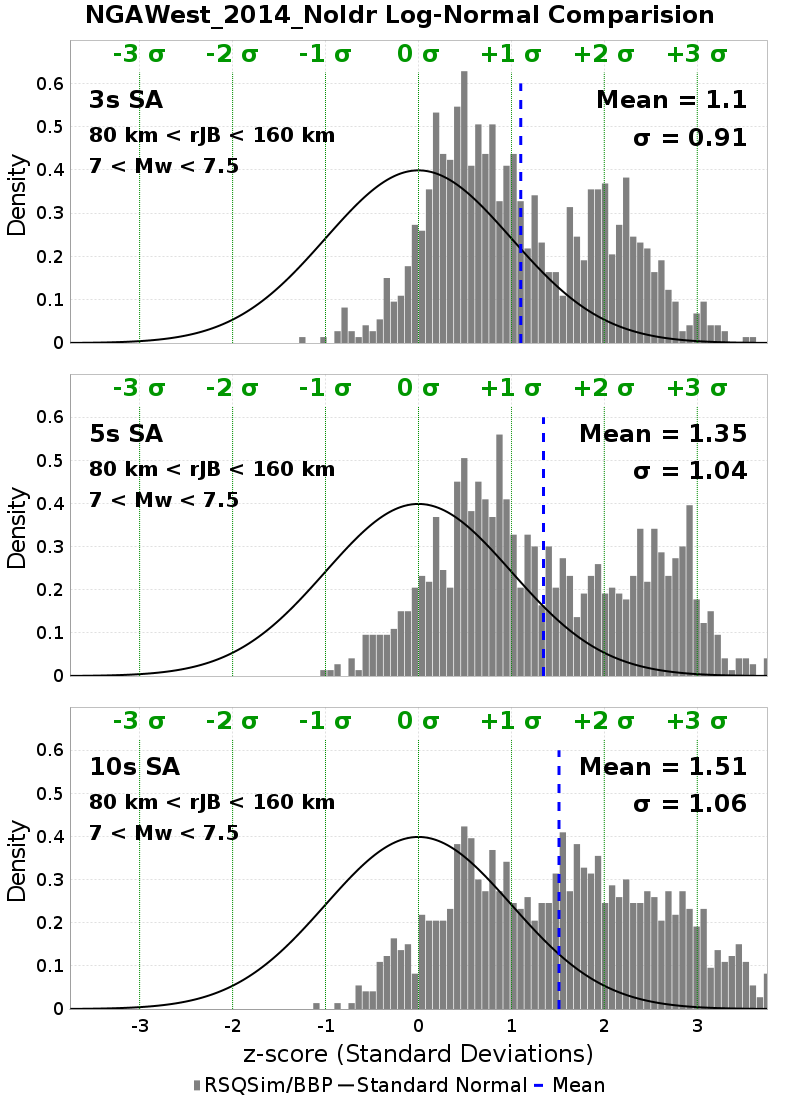 NGAWest_2014_NoIdr Log-Normal Comparision
-3 σ -2 σ -1 σ 0 σ +1 σ +2 σ +3 σ
3s SA
80 km < rJB < 160 km
7 < Mw < 7.5
Mean = 1.1
σ = 0.91
Density
0.6
0.5
0.4
0.3
0.2
0.1
0
-3 σ -2 σ -1 σ 0 σ +1 σ +2 σ +3 σ
5s SA
80 km < rJB < 160 km
7 < Mw < 7.5
Mean = 1.35
σ = 1.04
Density
0.6
0.5
0.4
0.3
0.2
0.1
0
-3 σ -2 σ -1 σ 0 σ +1 σ +2 σ +3 σ
10s SA
80 km < rJB < 160 km
7 < Mw < 7.5
Mean = 1.51
σ = 1.06
Density
0.6
0.5
0.4
0.3
0.2
0.1
0
-3 -2 -1 0 1 2 3
z-score (Standard Deviations)
RSQSim/BBP Standard Normal Mean